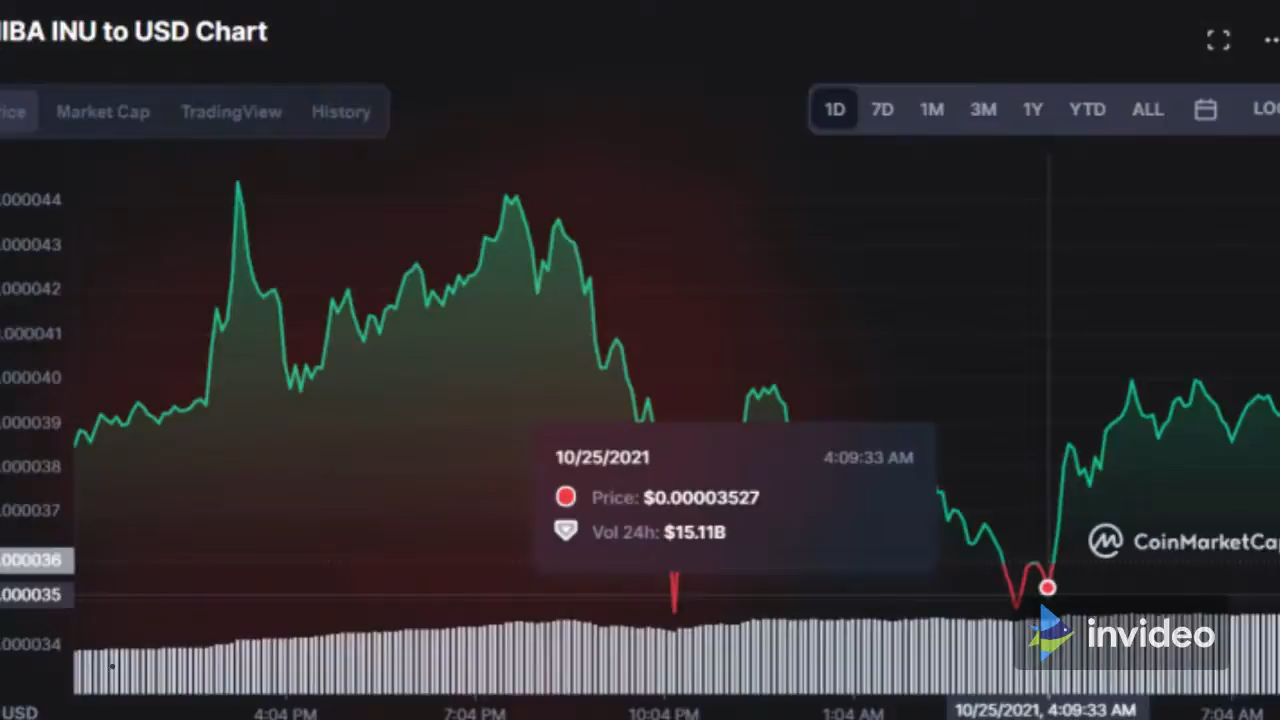 IBA INU to USD Chart
ice Market Cap TradingView History
1D 7D 1M 3M 1Y YTD ALL LO
.000044
.000043
.000042
.000041
.000040
.000039
.000038
.000037
.000036
.000035
.000034
10/25/2021 4:09:33 AM
Price: $0.00003527
Vol 24h: $15.11B
CoinMarketCap
invideo
USD 4:04 PM 7:04 PM 10:04 PM 1:04 AM 10/25/2021, 4:09:33 AM 7:04 AM